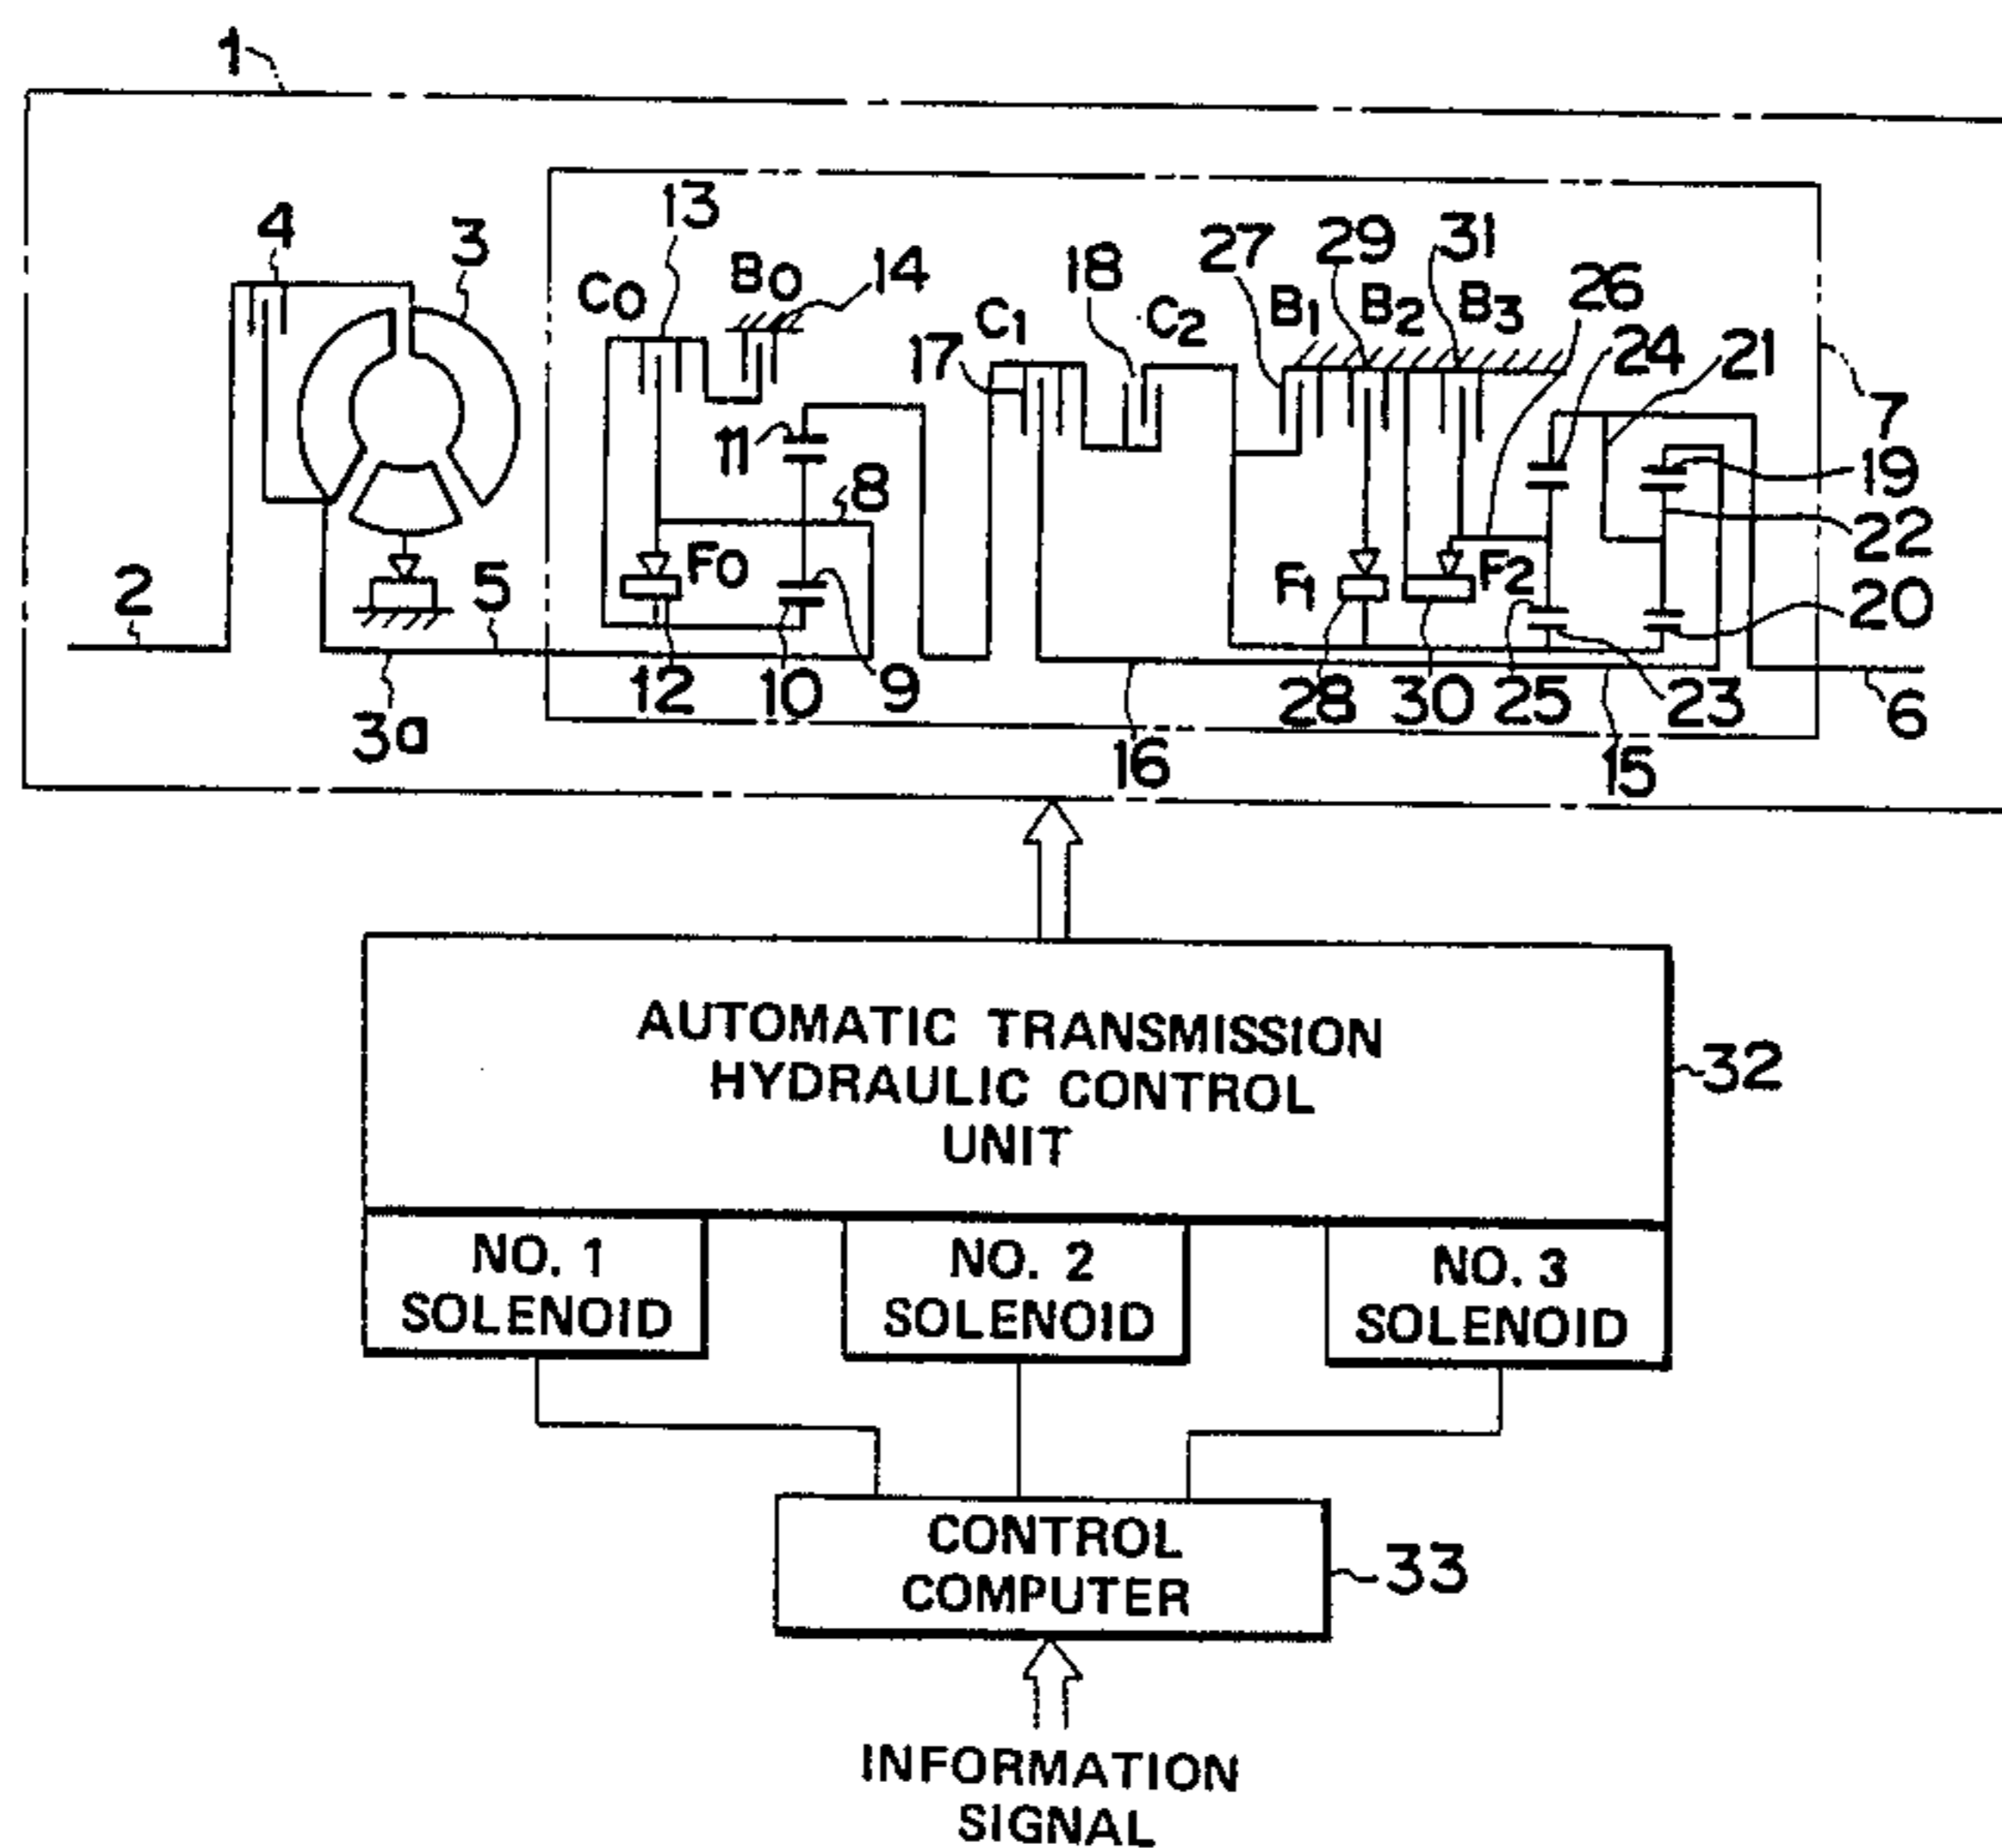 1
4
3
13
C0
B0
14
17
C1
18
C2
27
B1
29
B2
31
B3
26
24
21
7
11
8
19
22
2
5
F0
F1
F2
20
3a
12
10
9
16
28
30
25
23
15
6
AUTOMATIC TRANSMISSION
HYDRAULIC CONTROL
UNIT
32
NO. 1
SOLENOID
NO. 2
SOLENOID
NO. 3
SOLENOID
CONTROL
COMPUTER
33
INFORMATION
SIGNAL